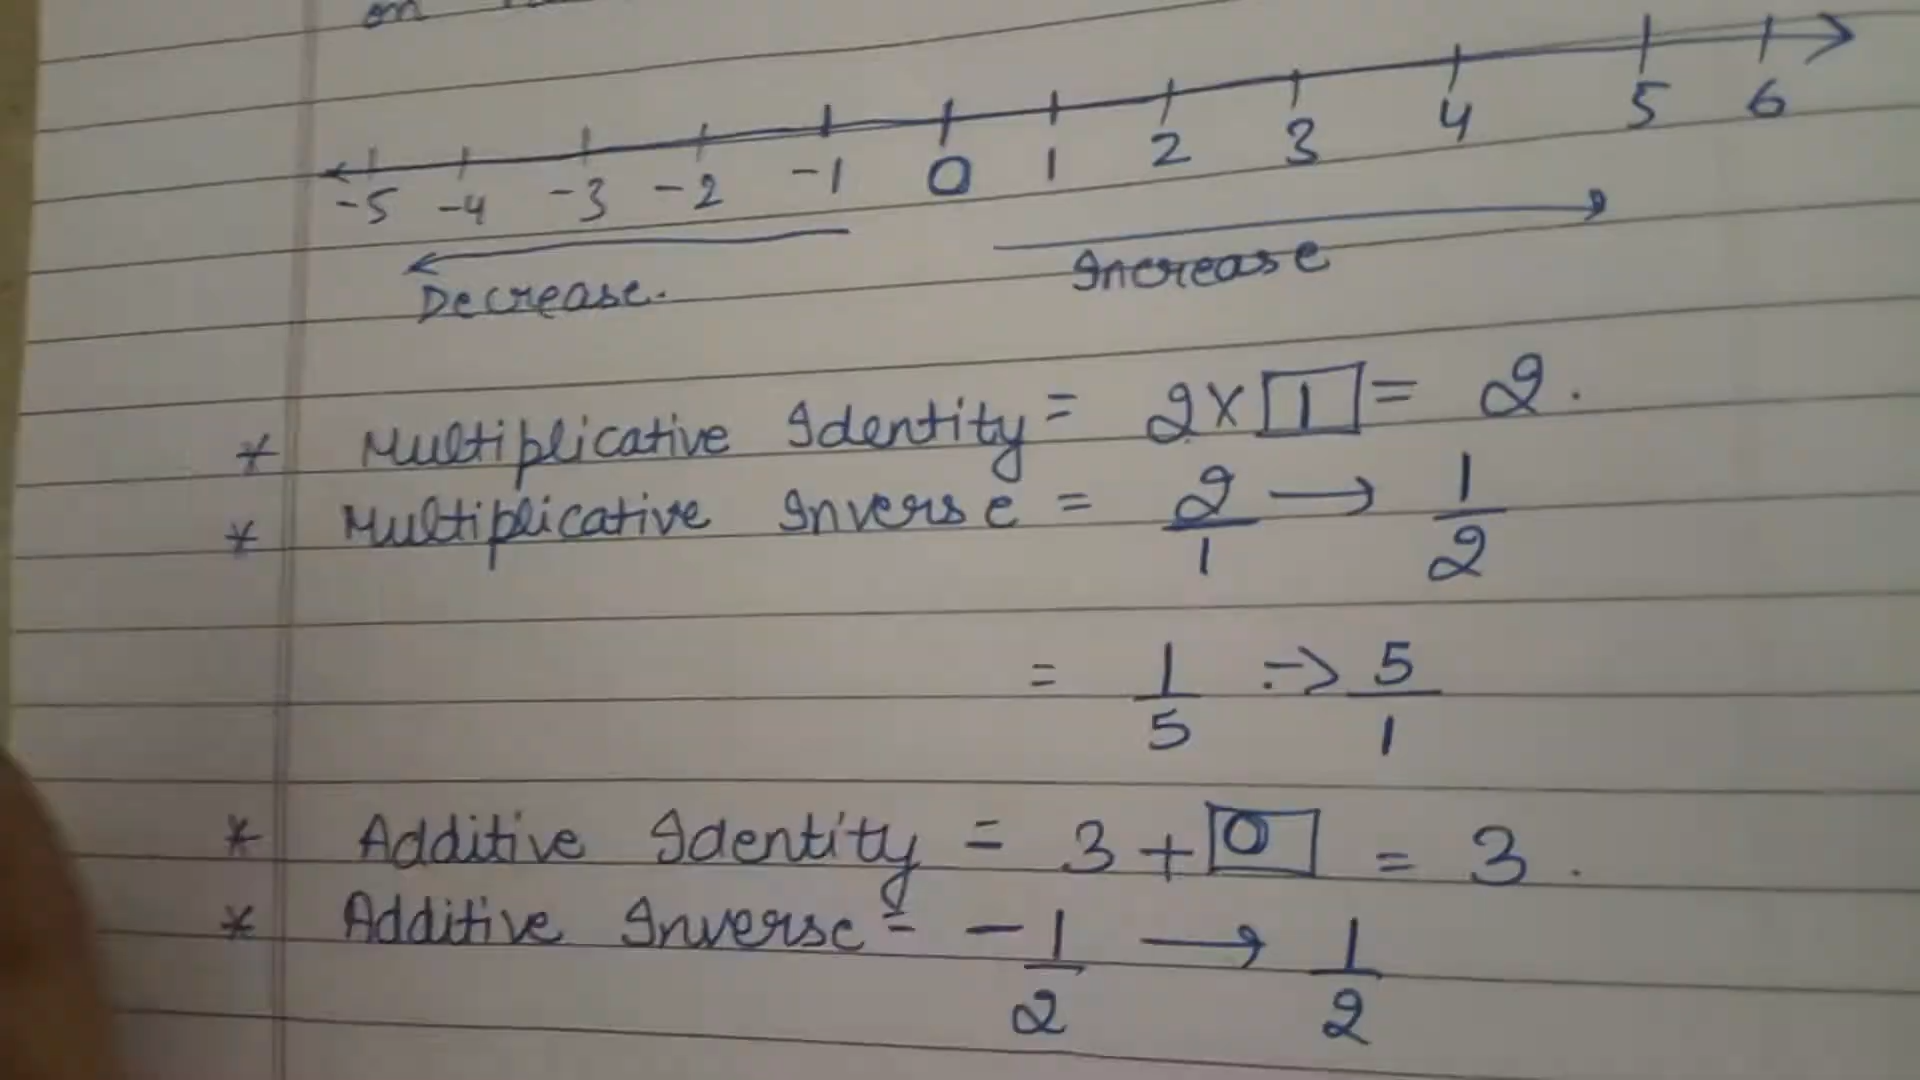 on
-5 -4 -3 -2 -1 0 1 2 3 4 5 6
Decrease. Increase
* Multiplicative Identity = 2 x 1 = 2.
* Multiplicative Inverse = 2/1 → 1/2
= 1/5 :-> 5/1
* Additive Identity = 3 + 0 = 3.
* Additive Inverse = -1/2 → 1/2